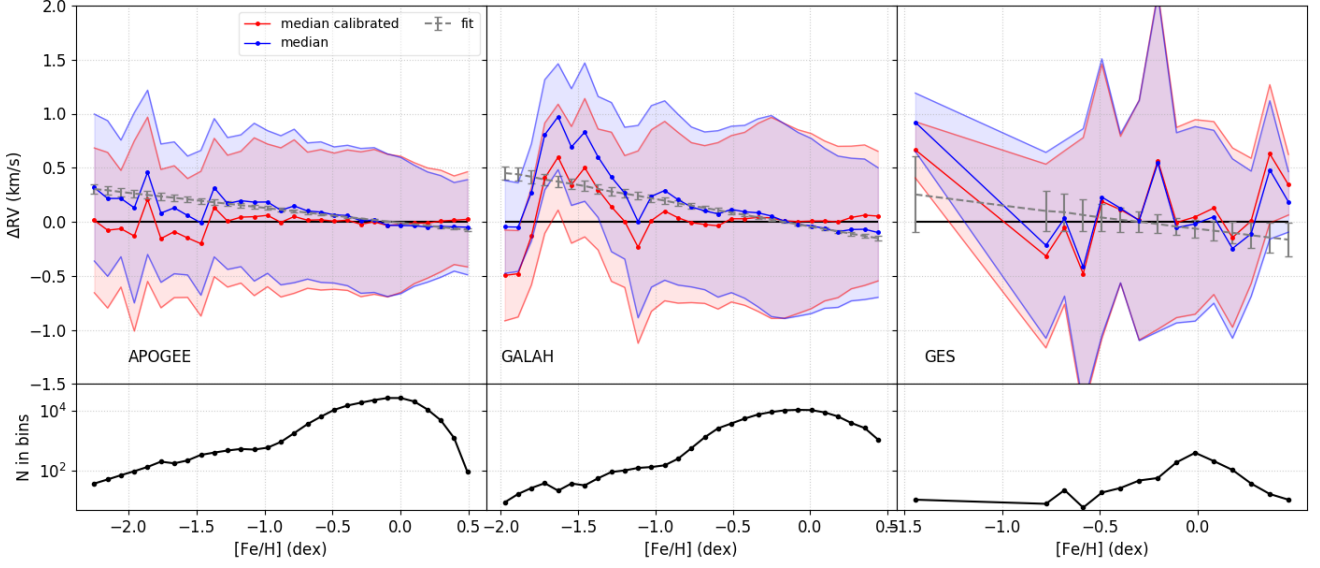 median calibrated
median
fit
2.0
1.5
1.0
0.5
0.0
−0.5
−1.0
−1.5
ΔRV (km/s)
APOGEE
GALAH
GES
10⁴
10²
N in bins
−2.0 −1.5 −1.0 −0.5 0.0 0.5
−2.0 −1.5 −1.0 −0.5 0.0 0.5
−1.5 −1.0 −0.5 0.0
[Fe/H] (dex)
[Fe/H] (dex)
[Fe/H] (dex)